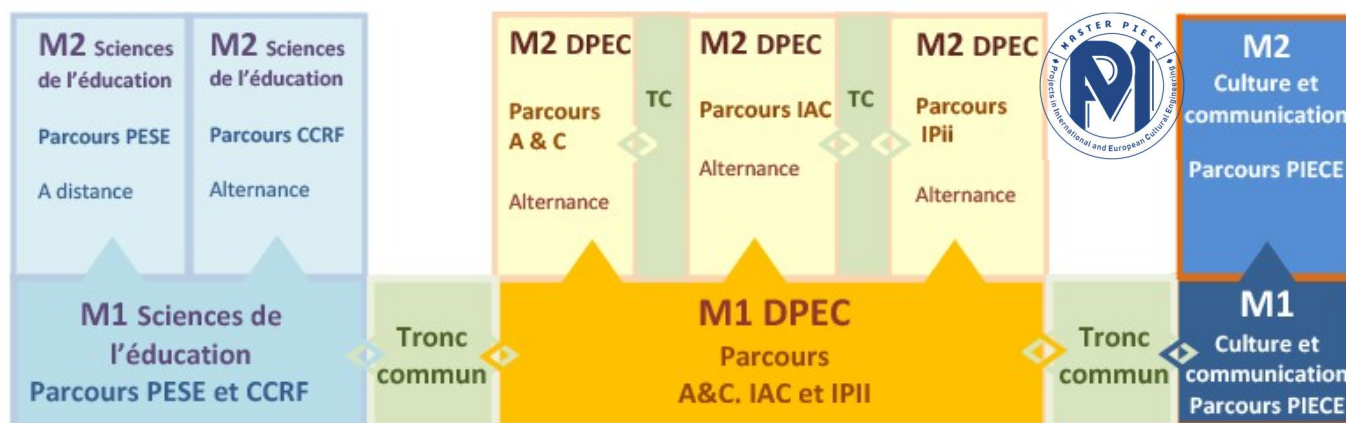 M2 Sciences
de l'éducation
Parcours PESE
A distance
M2 Sciences
de l'éducation
Parcours CCRF
Alternance
M2 DPEC
Parcours
A & C
Alternance
TC
M2 DPEC
Parcours IAC
Alternance
TC
M2 DPEC
Parcours
IPii
Alternance
MASTER PIECE
Projects in International and European Cultural Engineering
M2
Culture et
communication
Parcours PIECE
M1 Sciences de
l'éducation
Parcours PESE et CCRF
Tronc
commun
M1 DPEC
Parcours
A&C. IAC et IPII
Tronc
commun
M1
Culture et
communication
Parcours PIECE